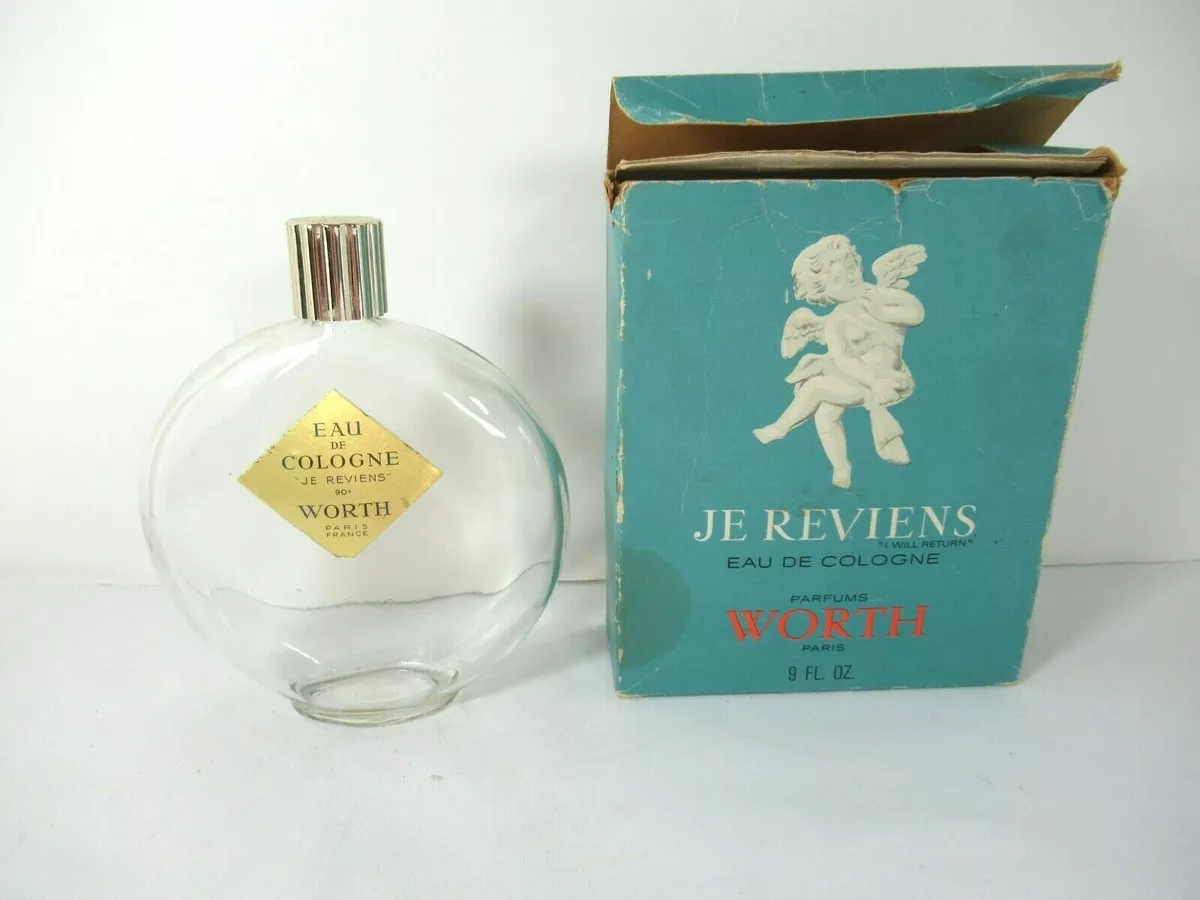 EAU
DE
COLOGNE
"JE REVIENS"
90°
WORTH
PARIS
FRANCE
JE REVIENS
"I WILL RETURN"
EAU DE COLOGNE
PARFUMS
WORTH
PARIS
9 FL. OZ.